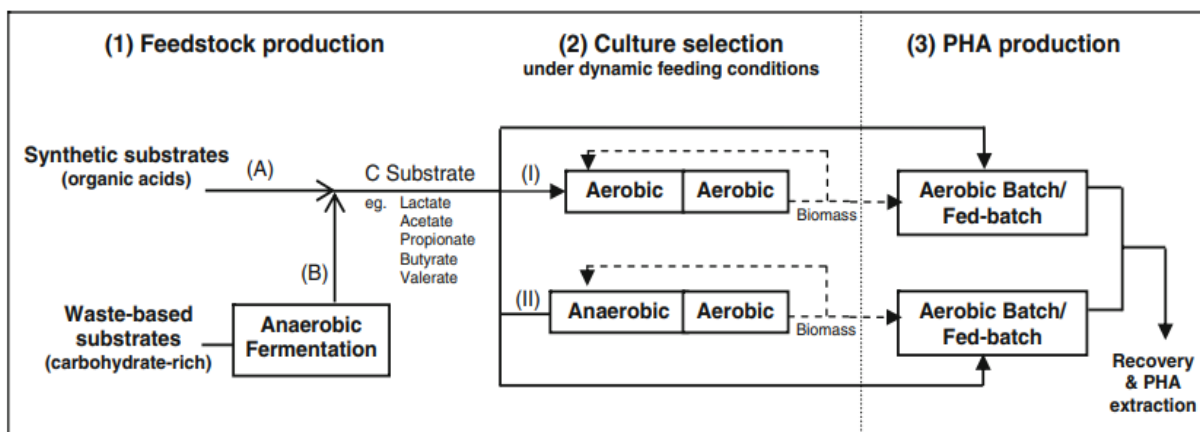 (1) Feedstock production
(2) Culture selection
under dynamic feeding conditions
(3) PHA production
Synthetic substrates
(organic acids)
(A)
C Substrate
eg. Lactate
Acetate
Propionate
Butyrate
Valerate
(B)
Waste-based
substrates
(carbohydrate-rich)
Anaerobic
Fermentation
(I)
Aerobic
Aerobic
Biomass
(II)
Anaerobic
Aerobic
Biomass
Aerobic Batch/
Fed-batch
Aerobic Batch/
Fed-batch
Recovery
& PHA
extraction